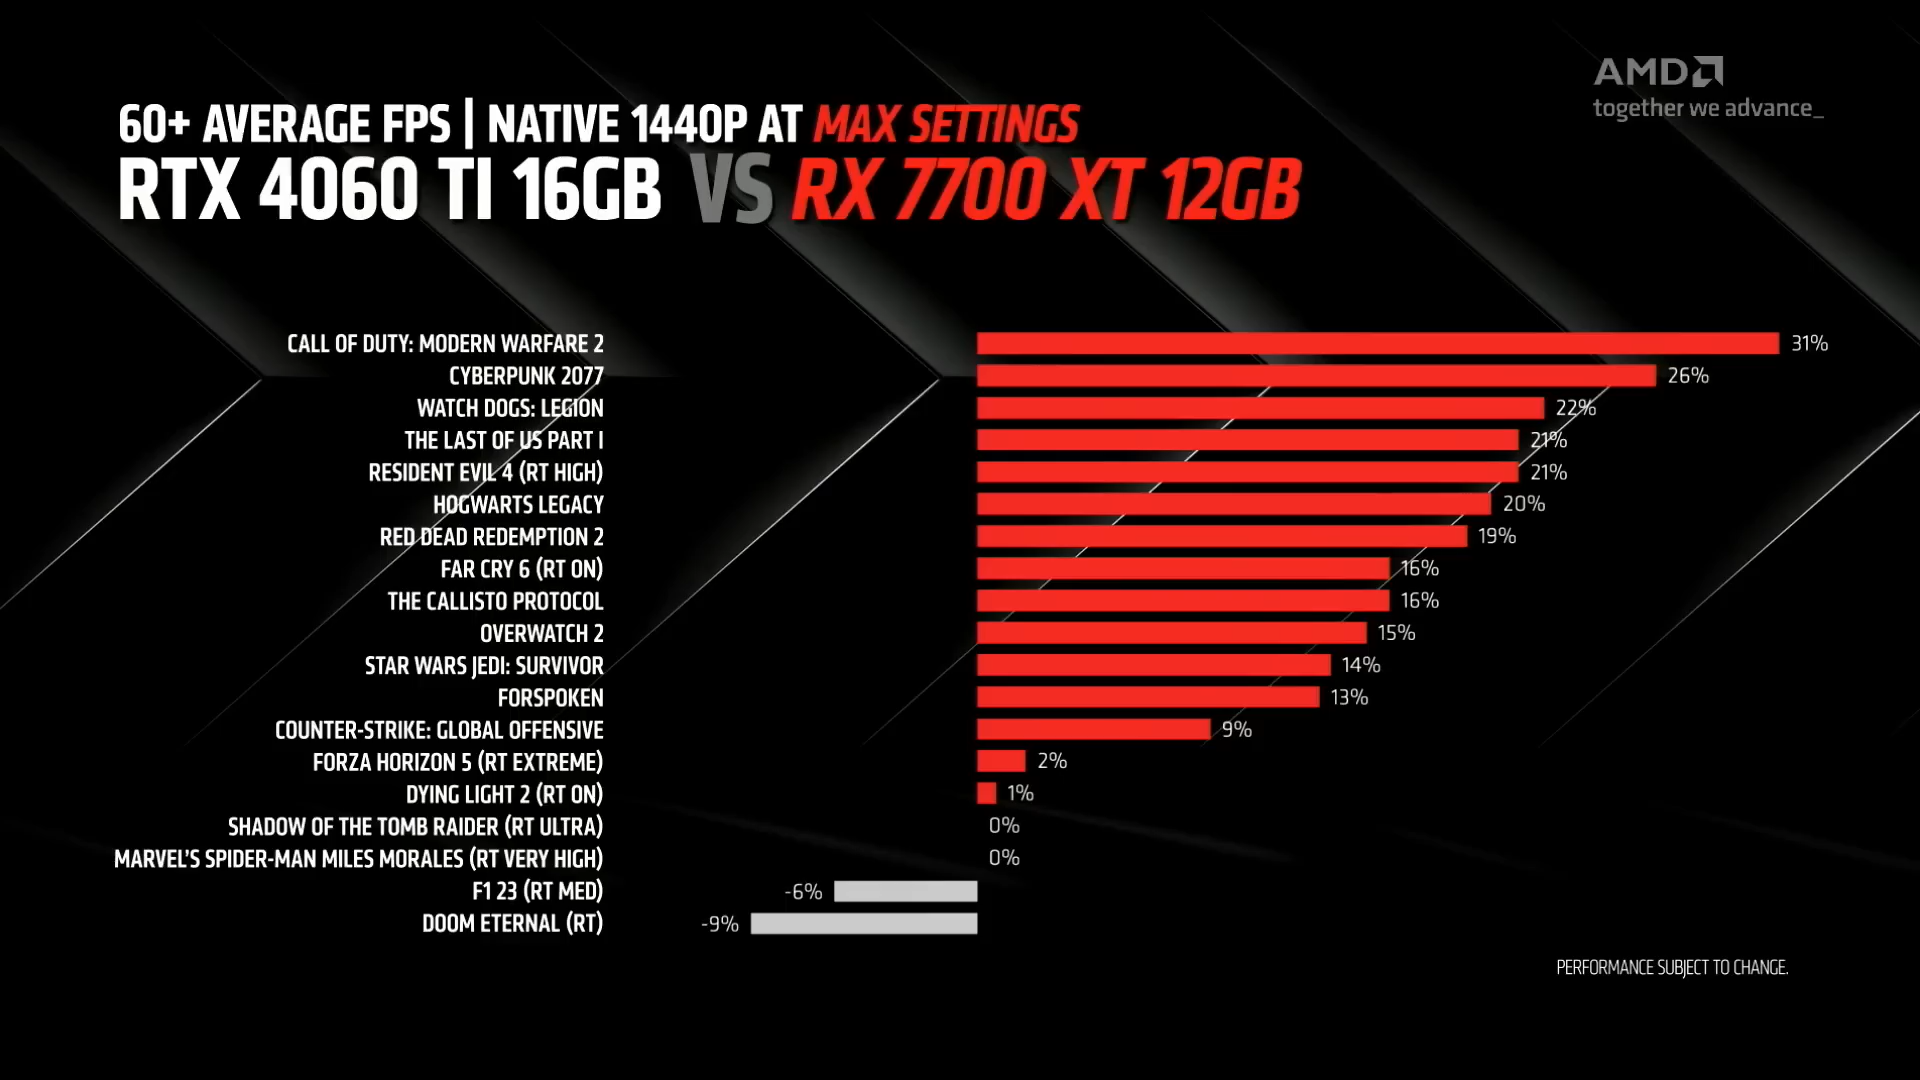 AMD
together we advance_
60+ AVERAGE FPS | NATIVE 1440P AT MAX SETTINGS
RTX 4060 TI 16GB VS RX 7700 XT 12GB
CALL OF DUTY: MODERN WARFARE 2 31%
CYBERPUNK 2077 26%
WATCH DOGS: LEGION 22%
THE LAST OF US PART I 21%
RESIDENT EVIL 4 (RT HIGH) 21%
HOGWARTS LEGACY 20%
RED DEAD REDEMPTION 2 19%
FAR CRY 6 (RT ON) 16%
THE CALLISTO PROTOCOL 16%
OVERWATCH 2 15%
STAR WARS JEDI: SURVIVOR 14%
FORSPOKEN 13%
COUNTER-STRIKE: GLOBAL OFFENSIVE 9%
FORZA HORIZON 5 (RT EXTREME) 2%
DYING LIGHT 2 (RT ON) 1%
SHADOW OF THE TOMB RAIDER (RT ULTRA) 0%
MARVEL'S SPIDER-MAN MILES MORALES (RT VERY HIGH) 0%
F1 23 (RT MED) -6%
DOOM ETERNAL (RT) -9%
PERFORMANCE SUBJECT TO CHANGE.